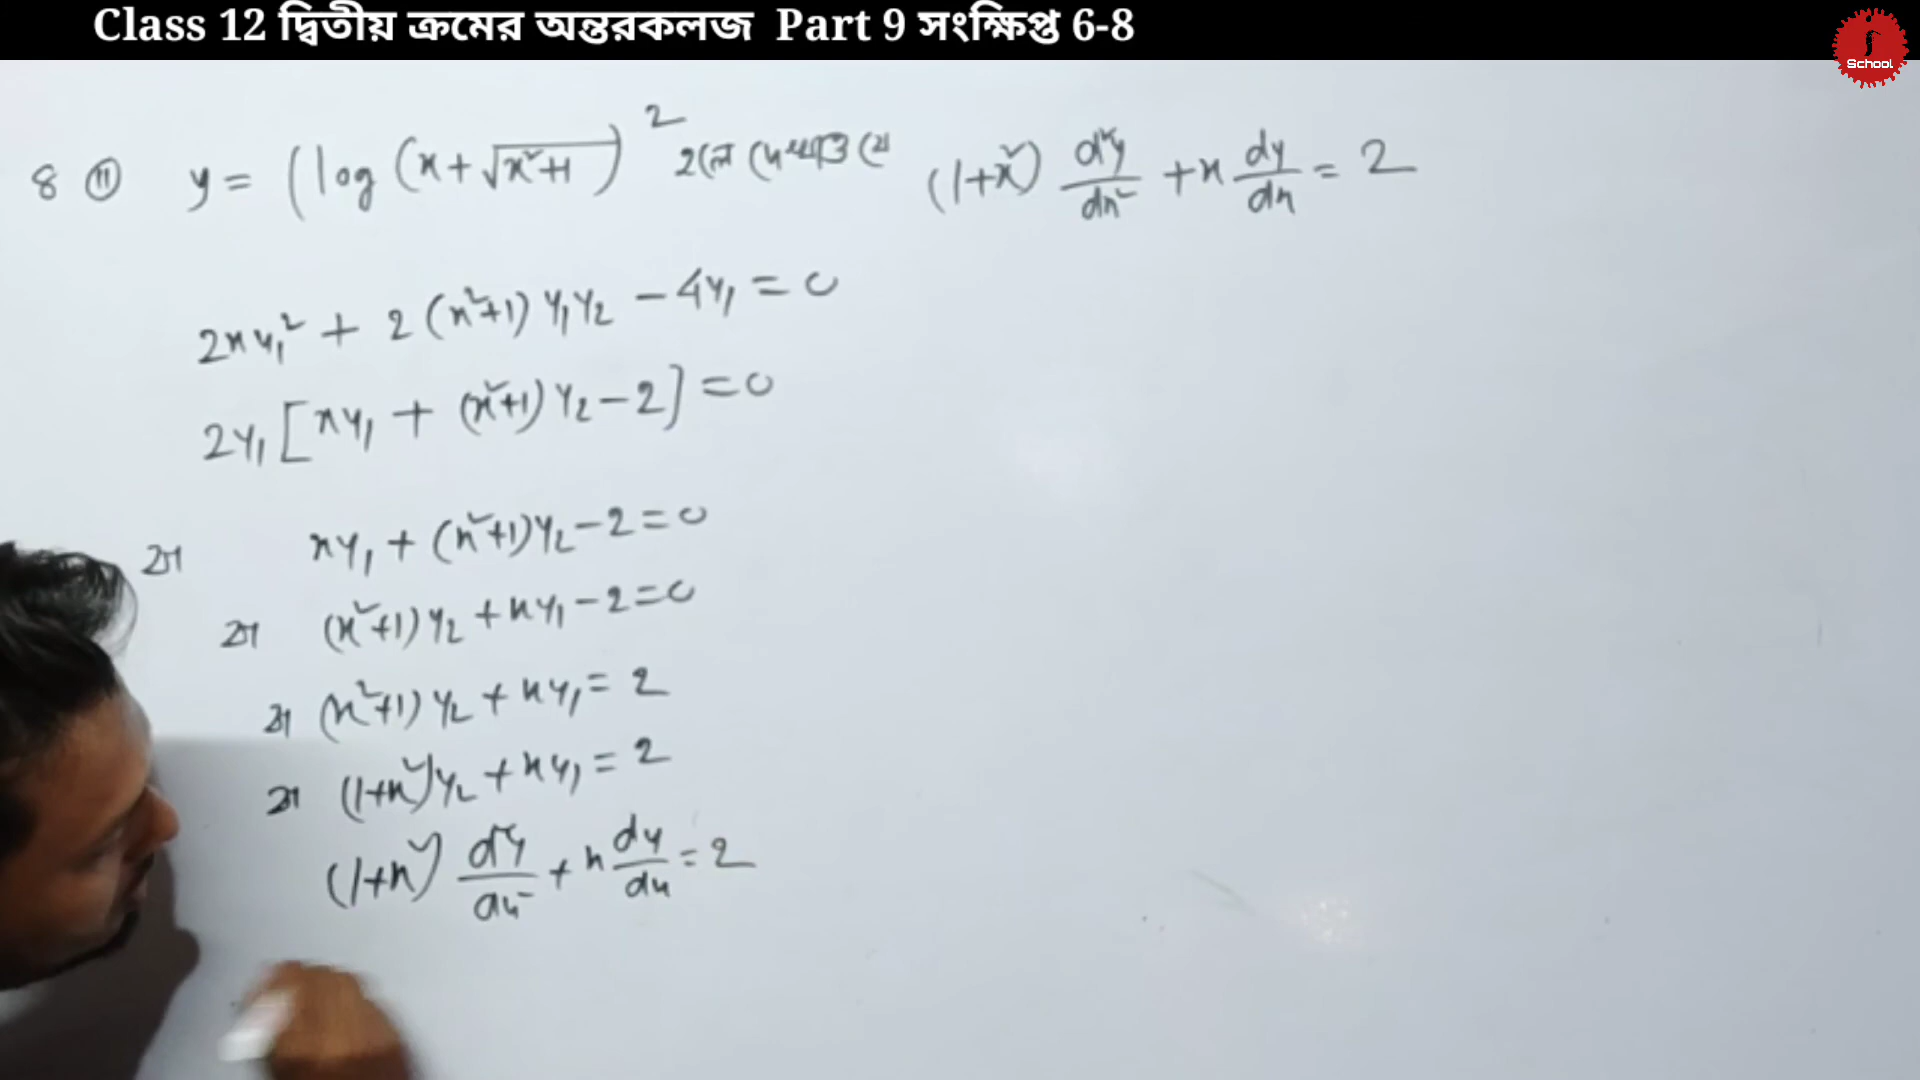 Class 12 দ্বিতীয় ক্রমের অন্তরকলজ Part 9 সংক্ষিপ্ত 6-8
School
8 ⑪ y = (log (x + √x²+1)² হলে দেখাও যে (1+x²) d²y/dx² + x dy/dx = 2
2xy₁² + 2 (x²+1) y₁y₂ - 4y₁ = 0
2y₁ [xy₁ + (x²+1) y₂ - 2] = 0
বা xy₁ + (x²+1)y₂ - 2 = 0
বা (x²+1) y₂ + xy₁ - 2 = 0
বা (x²+1) y₂ + xy₁ = 2
বা (1+x²)y₂ + xy₁ = 2
(1+x²) d²y/dx² + x dy/dx = 2